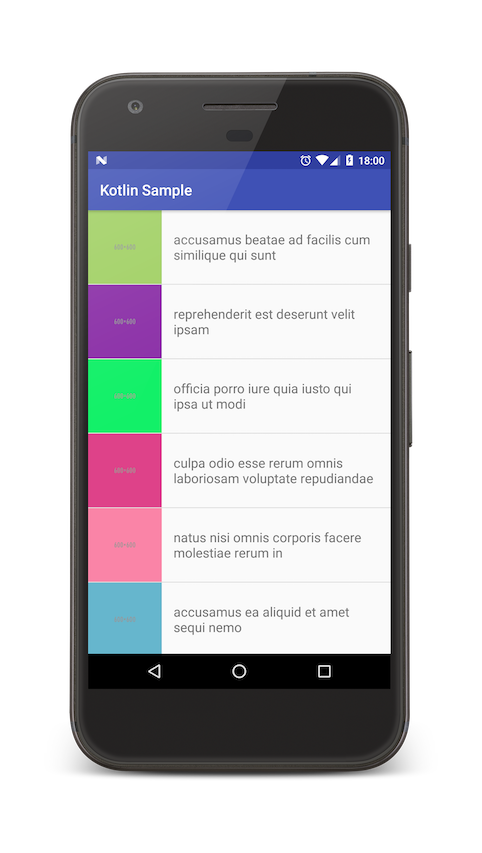 18:00
Kotlin Sample
600×600
accusamus beatae ad facilis cum
similique qui sunt
600×600
reprehenderit est deserunt velit
ipsam
600×600
officia porro iure quia iusto qui
ipsa ut modi
600×600
culpa odio esse rerum omnis
laboriosam voluptate repudiandae
600×600
natus nisi omnis corporis facere
molestiae rerum in
600×600
accusamus ea aliquid et amet
sequi nemo